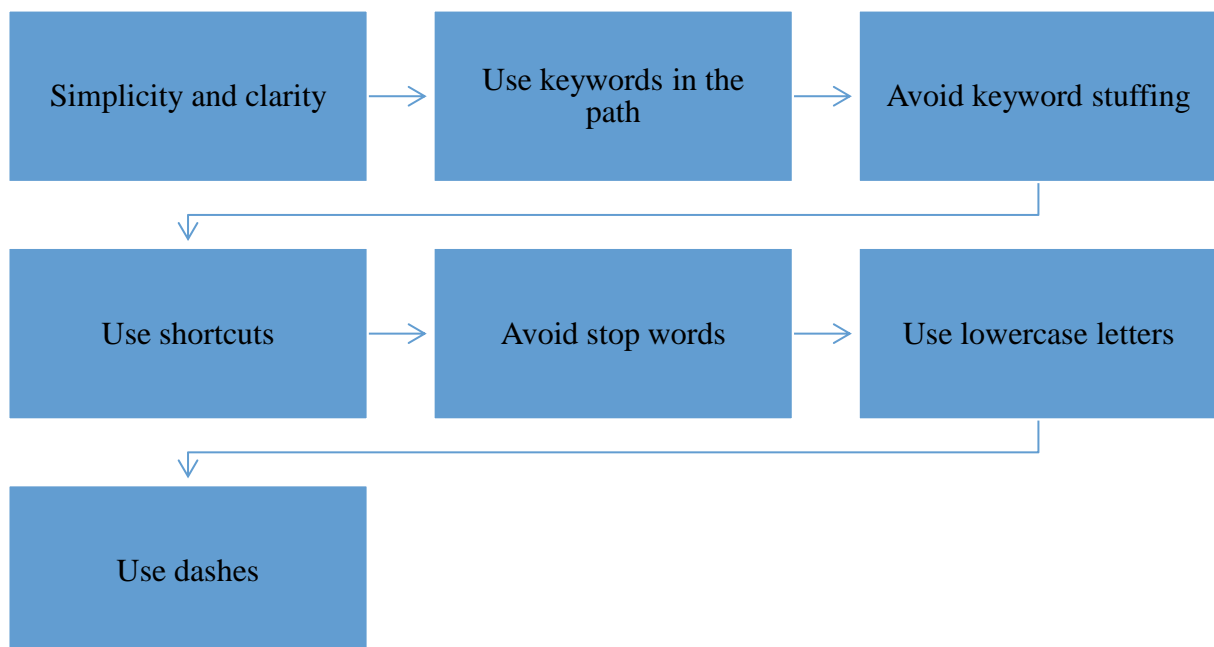 Simplicity and clarity
Use keywords in the
path
Avoid keyword stuffing
Use shortcuts
Avoid stop words
Use lowercase letters
Use dashes